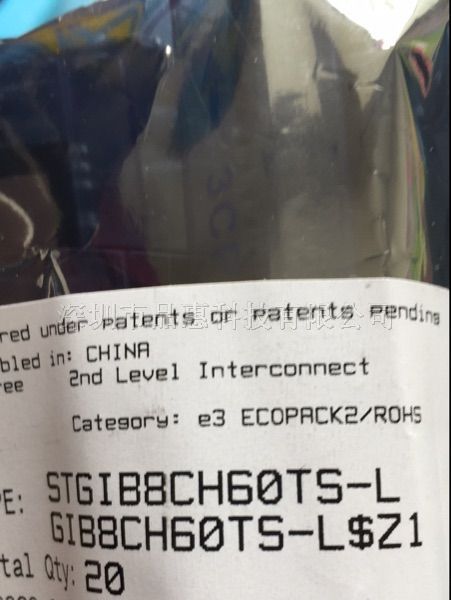 深圳市品惠科技有限公司
red under Patents or Patents Pending
bled in: CHINA
ree 2nd Level Interconnect
Category: e3 ECOPACK2/ROHS
PE: STGIB8CH60TS-L
GIB8CH60TS-L$Z1
tal Qty: 20